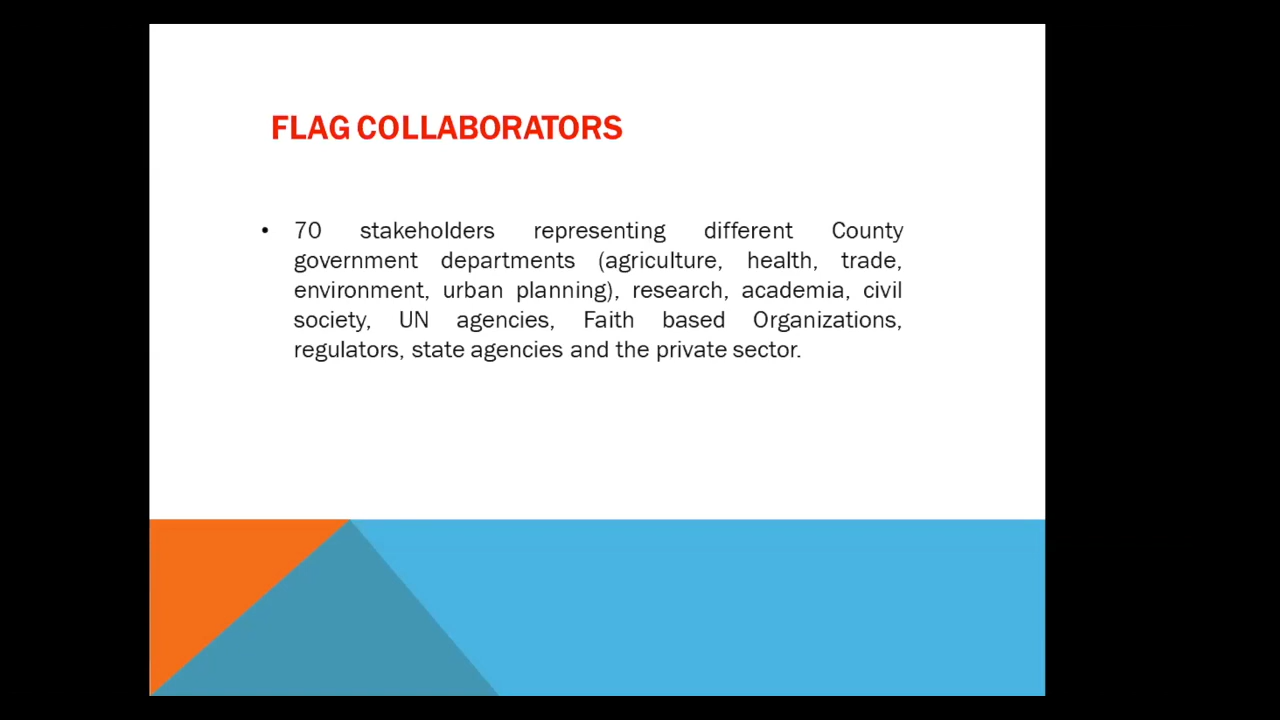 FLAG COLLABORATORS
• 70 stakeholders representing different County
government departments (agriculture, health, trade,
environment, urban planning), research, academia, civil
society, UN agencies, Faith based Organizations,
regulators, state agencies and the private sector.